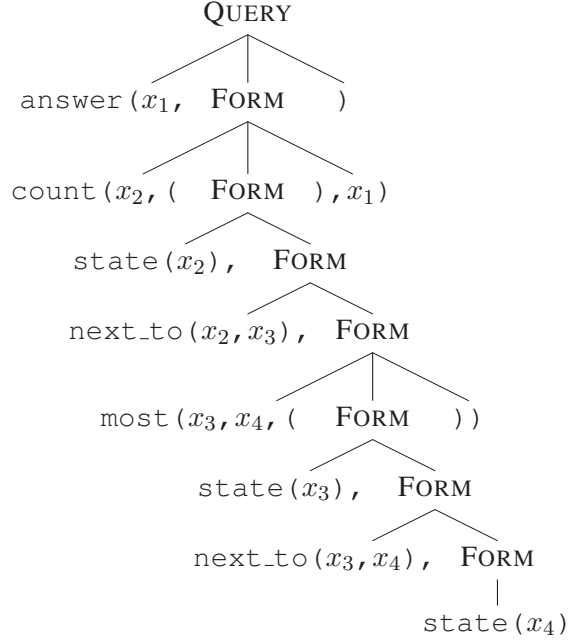 QUERY
answer(x₁, FORM )
count(x₂,( FORM ),x₁)
state(x₂), FORM
next_to(x₂,x₃), FORM
most(x₃,x₄,( FORM ))
state(x₃), FORM
next_to(x₃,x₄), FORM
state(x₄)